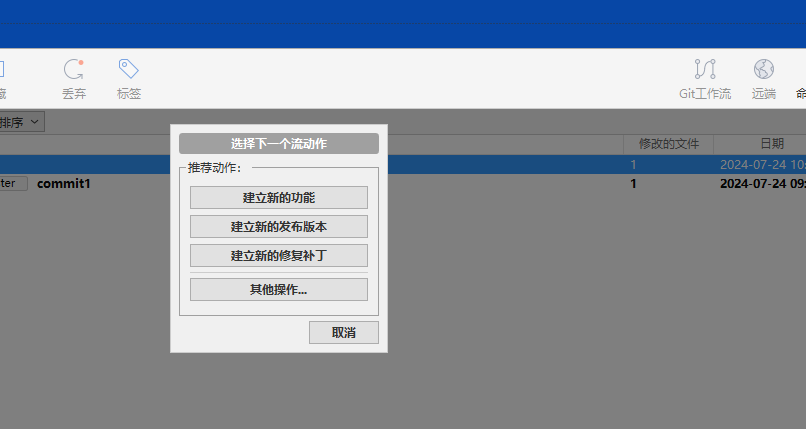 藏
丢弃
标签
Git工作流
远端
命
排序
修改的文件
日期
1
2024-07-24 10:
ter
commit1
1
2024-07-24 09:
选择下一个流动作
推荐动作:
建立新的功能
建立新的发布版本
建立新的修复补丁
其他操作...
取消